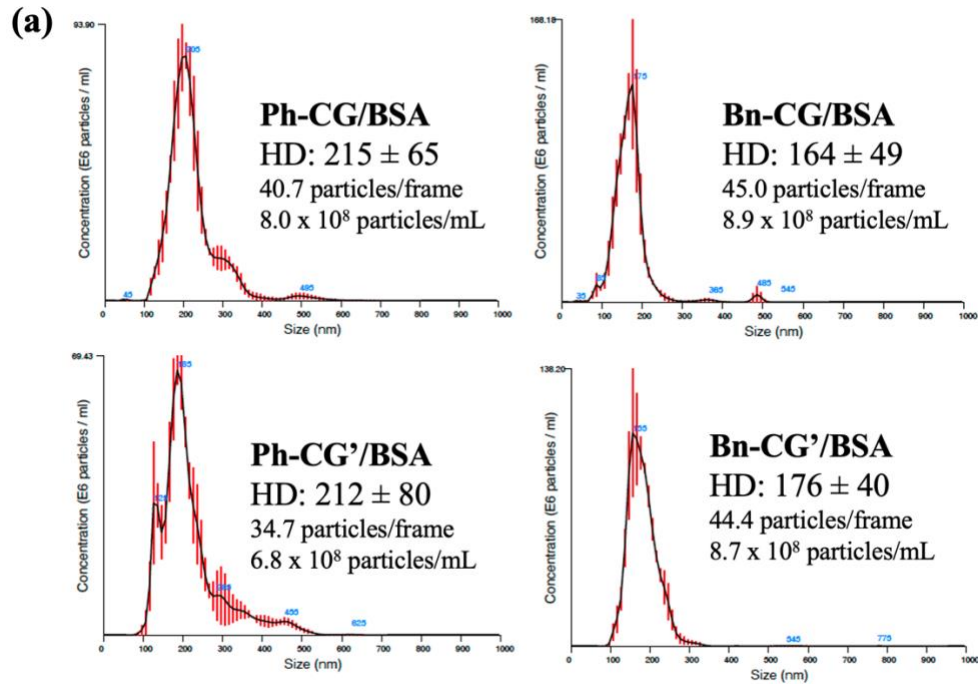 (a)
93.90
Concentration (E6 particles / ml)
205
45
495
0
0 100 200 300 400 500 600 700 800 900 1000
Size (nm)
Ph-CG/BSA
HD: 215 ± 65
40.7 particles/frame
8.0 x 10⁸ particles/mL
168.18
Concentration (E6 particles / ml)
175
35
85
365
485
545
0
0 100 200 300 400 500 600 700 800 900 1000
Size (nm)
Bn-CG/BSA
HD: 164 ± 49
45.0 particles/frame
8.9 x 10⁸ particles/mL
69.43
Concentration (E6 particles / ml)
185
455
625
0
0 100 200 300 400 500 600 700 800 900 1000
Size (nm)
Ph-CG’/BSA
HD: 212 ± 80
34.7 particles/frame
6.8 x 10⁸ particles/mL
138.20
Concentration (E6 particles / ml)
155
545
775
0
0 100 200 300 400 500 600 700 800 900 1000
Size (nm)
Bn-CG’/BSA
HD: 176 ± 40
44.4 particles/frame
8.7 x 10⁸ particles/mL